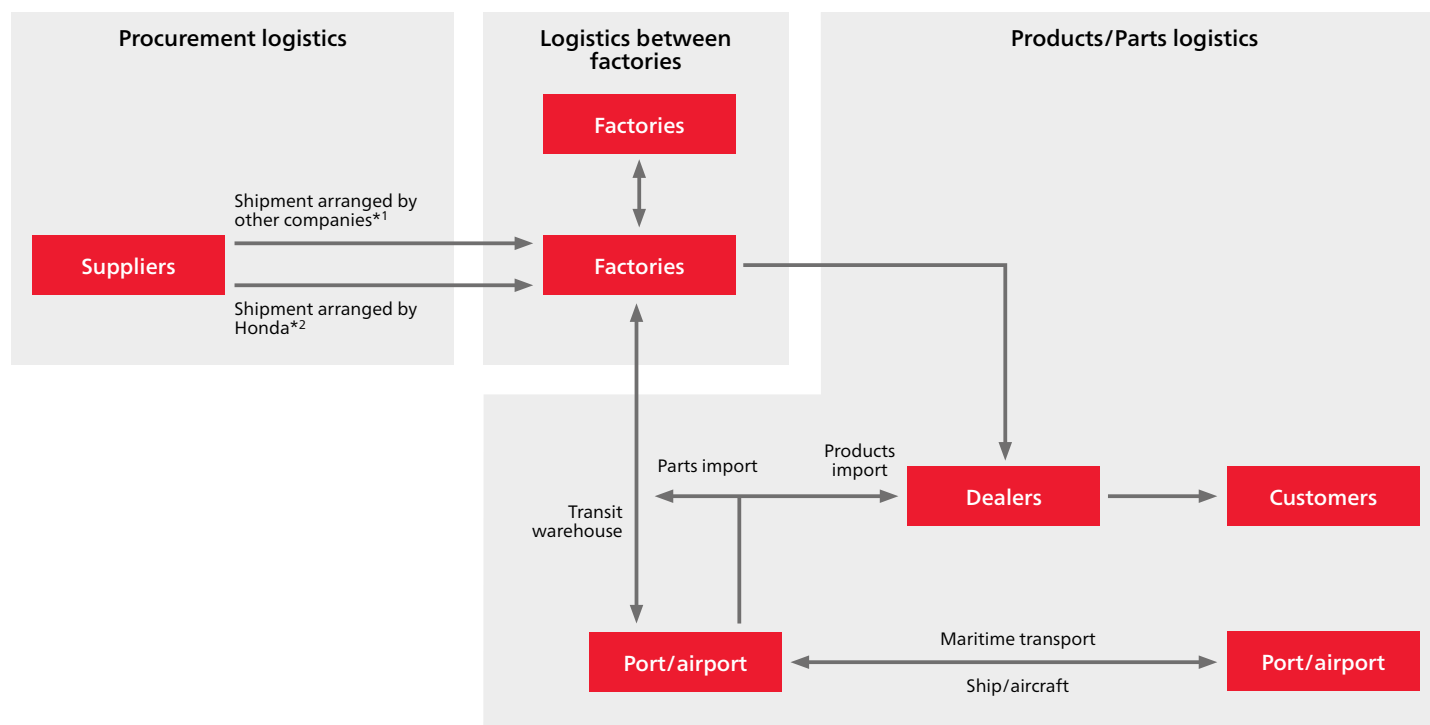 Procurement logistics
Logistics between
factories
Products/Parts logistics
Factories
Shipment arranged by
other companies*1
Suppliers
Factories
Shipment arranged by
Honda*2
Parts import
Products
import
Dealers
Customers
Transit
warehouse
Port/airport
Maritime transport
Ship/aircraft
Port/airport